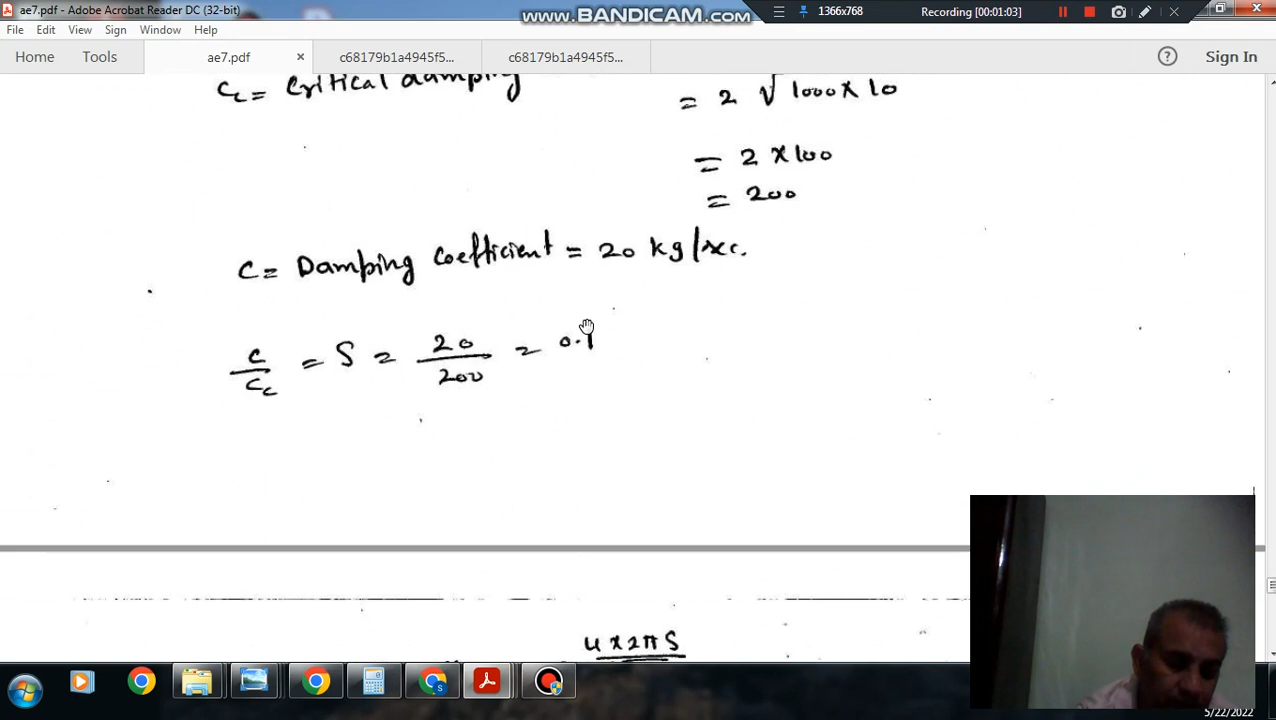 ae7.pdf - Adobe Acrobat Reader DC (32-bit)
www.BANDICAM.com
1366x768
Recording [00:01:03]
File Edit View Sign Window Help
Home Tools ae7.pdf × c68179b1a4945f5... c68179b1a4945f5... ? Sign In
Cc = Critical damping
= 2 √1000×10
= 2 ×100
= 200
C = Damping coefficient = 20 kg/sec.
C/Cc = S = 20/200 = 0.1
4×2πS
5/22/2022